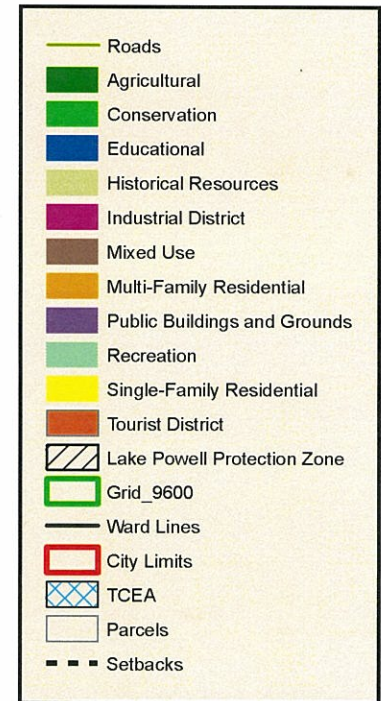 Roads
Agricultural
Conservation
Educational
Historical Resources
Industrial District
Mixed Use
Multi-Family Residential
Public Buildings and Grounds
Recreation
Single-Family Residential
Tourist District
Lake Powell Protection Zone
Grid_9600
Ward Lines
City Limits
TCEA
Parcels
Setbacks